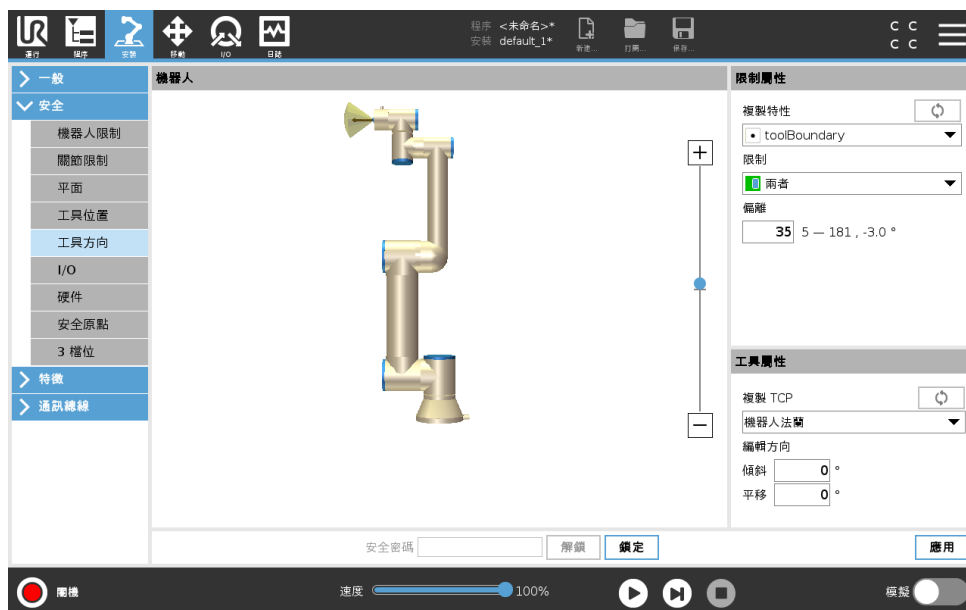 程序 <未命名>*
安裝 default_1*
運行 程序 安裝 移動 I/O 日誌 新建... 打開... 保存...
C C
C C
一般
安全
機器人限制
關節限制
平面
工具位置
工具方向
I/O
硬件
安全原點
3 檔位
特徵
通訊總線
機器人
限制屬性
複製特性
toolBoundary
限制
兩者
偏離
35 5 — 181 , -3.0 °
工具屬性
複製 TCP
機器人法蘭
編輯方向
傾斜 0 °
平移 0 °
安全密碼 解鎖 鎖定 應用
關機 速度 100% 模擬